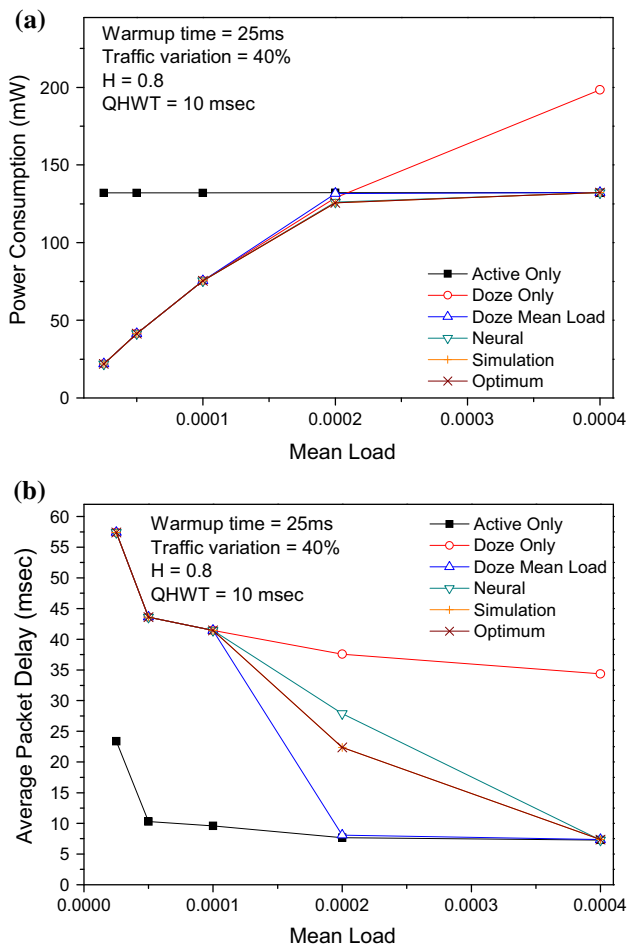 (a)
Warmup time = 25ms
Traffic variation = 40%
H = 0.8
QHWT = 10 msec
Power Consumption (mW)
200
150
100
50
0
Active Only
Doze Only
Doze Mean Load
Neural
Simulation
Optimum
0.0001 0.0002 0.0003 0.0004
Mean Load
(b)
Warmup time = 25ms
Traffic variation = 40%
H = 0.8
QHWT = 10 msec
Active Only
Doze Only
Doze Mean Load
Neural
Simulation
Optimum
Average Packet Delay (msec)
60
55
50
45
40
35
30
25
20
15
10
5
0
0.0000 0.0001 0.0002 0.0003 0.0004
Mean Load